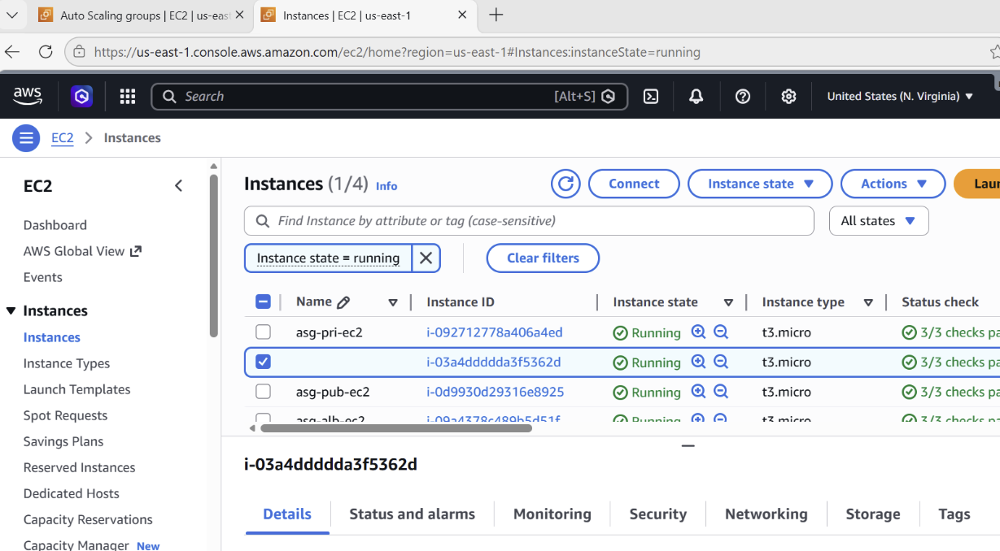 Auto Scaling groups | EC2 | us-eas
Instances | EC2 | us-east-1
https://us-east-1.console.aws.amazon.com/ec2/home?region=us-east-1#Instances:instanceState=running
aws
Search
[Alt+S]
United States (N. Virginia)
EC2
Instances
EC2
Dashboard
AWS Global View
Events
Instances
Instances
Instance Types
Launch Templates
Spot Requests
Savings Plans
Reserved Instances
Dedicated Hosts
Capacity Reservations
Capacity Manager New
Instances (1/4) Info
Connect
Instance state
Actions
Laun
Find Instance by attribute or tag (case-sensitive)
All states
Instance state = running
Clear filters
Name Instance ID Instance state Instance type Status check
asg-pri-ec2 i-092712778a406a4ed Running t3.micro 3/3 checks pa
i-03a4ddddda3f5362d Running t3.micro 3/3 checks pa
asg-pub-ec2 i-0d9930d29316e8925 Running t3.micro 3/3 checks pa
asg-alb-ec2 i-09a4378c489b5d51f Running t3.micro 3/3 checks pa
i-03a4ddddda3f5362d
Details Status and alarms Monitoring Security Networking Storage Tags